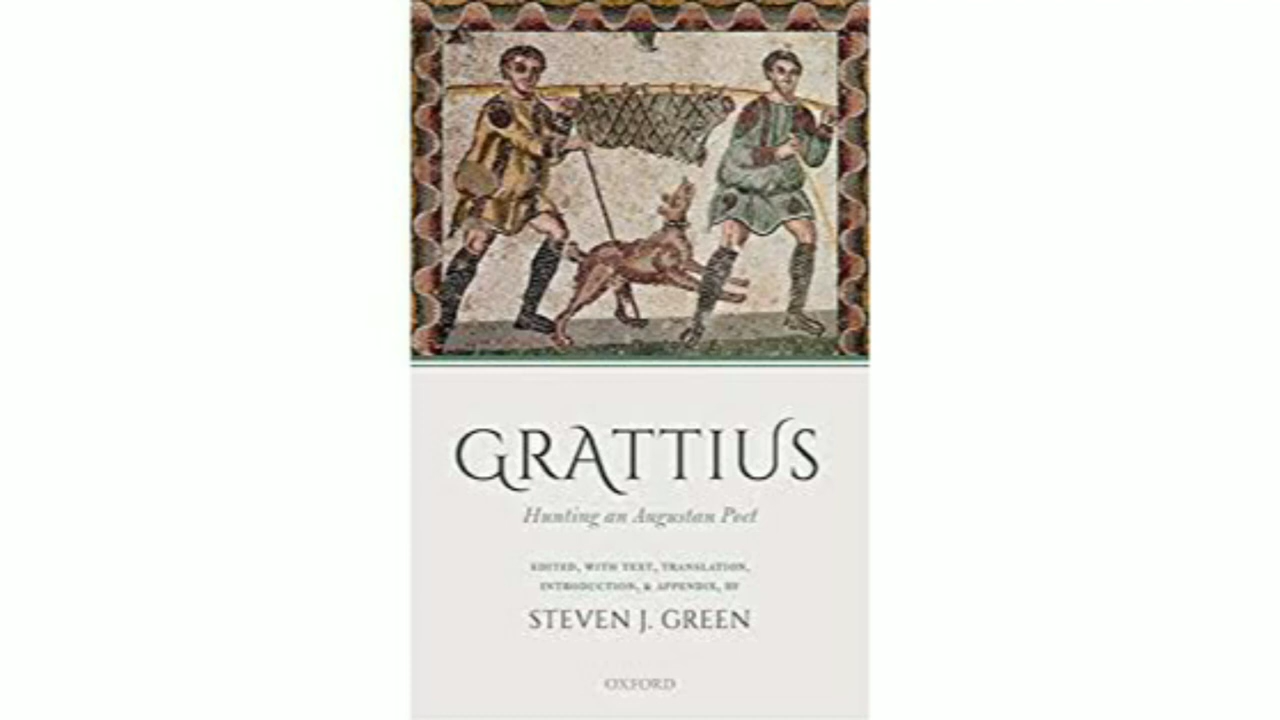 GRATTIUS
Hunting an Augustan Poet
EDITED, WITH TEXT, TRANSLATION,
INTRODUCTION, & APPENDIX, BY
STEVEN J. GREEN
OXFORD